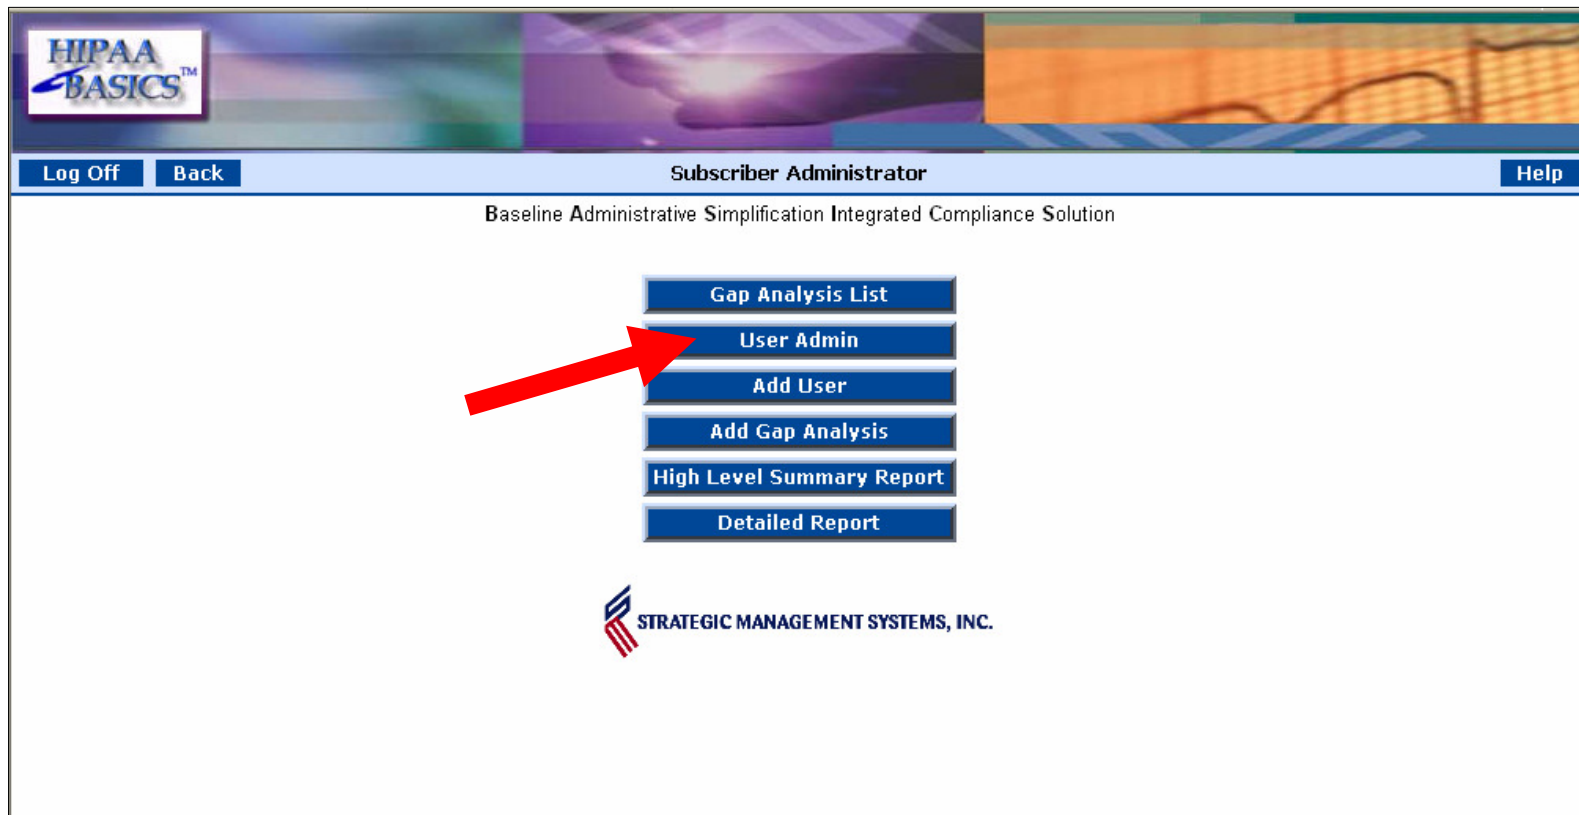 HIPAA
BASICS™
Log Off Back Subscriber Administrator Help
Baseline Administrative Simplification Integrated Compliance Solution
Gap Analysis List
User Admin
Add User
Add Gap Analysis
High Level Summary Report
Detailed Report
STRATEGIC MANAGEMENT SYSTEMS, INC.